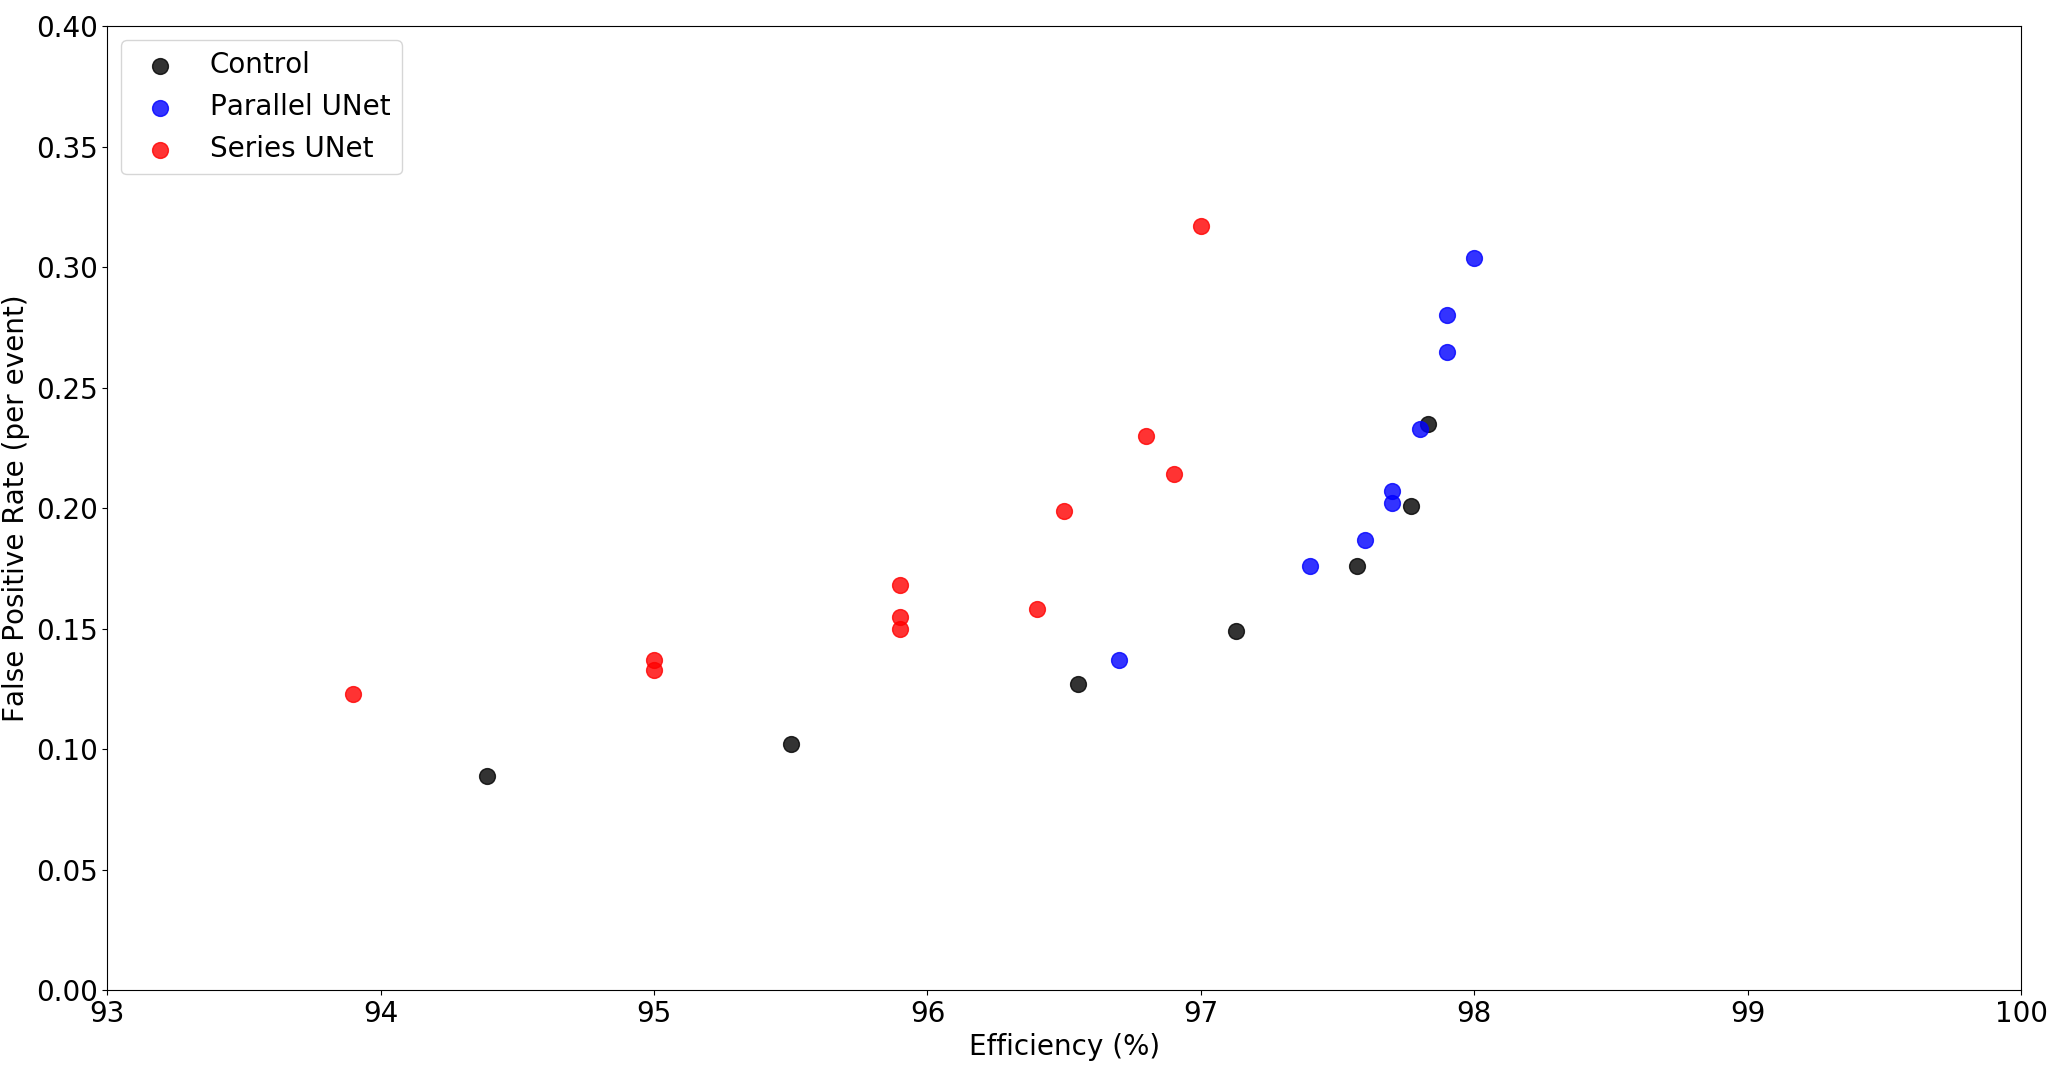 0.40
0.35
0.30
0.25
0.20
0.15
0.10
0.05
0.00
False Positive Rate (per event)
Control
Parallel UNet
Series UNet
93 94 95 96 97 98 99 100
Efficiency (%)